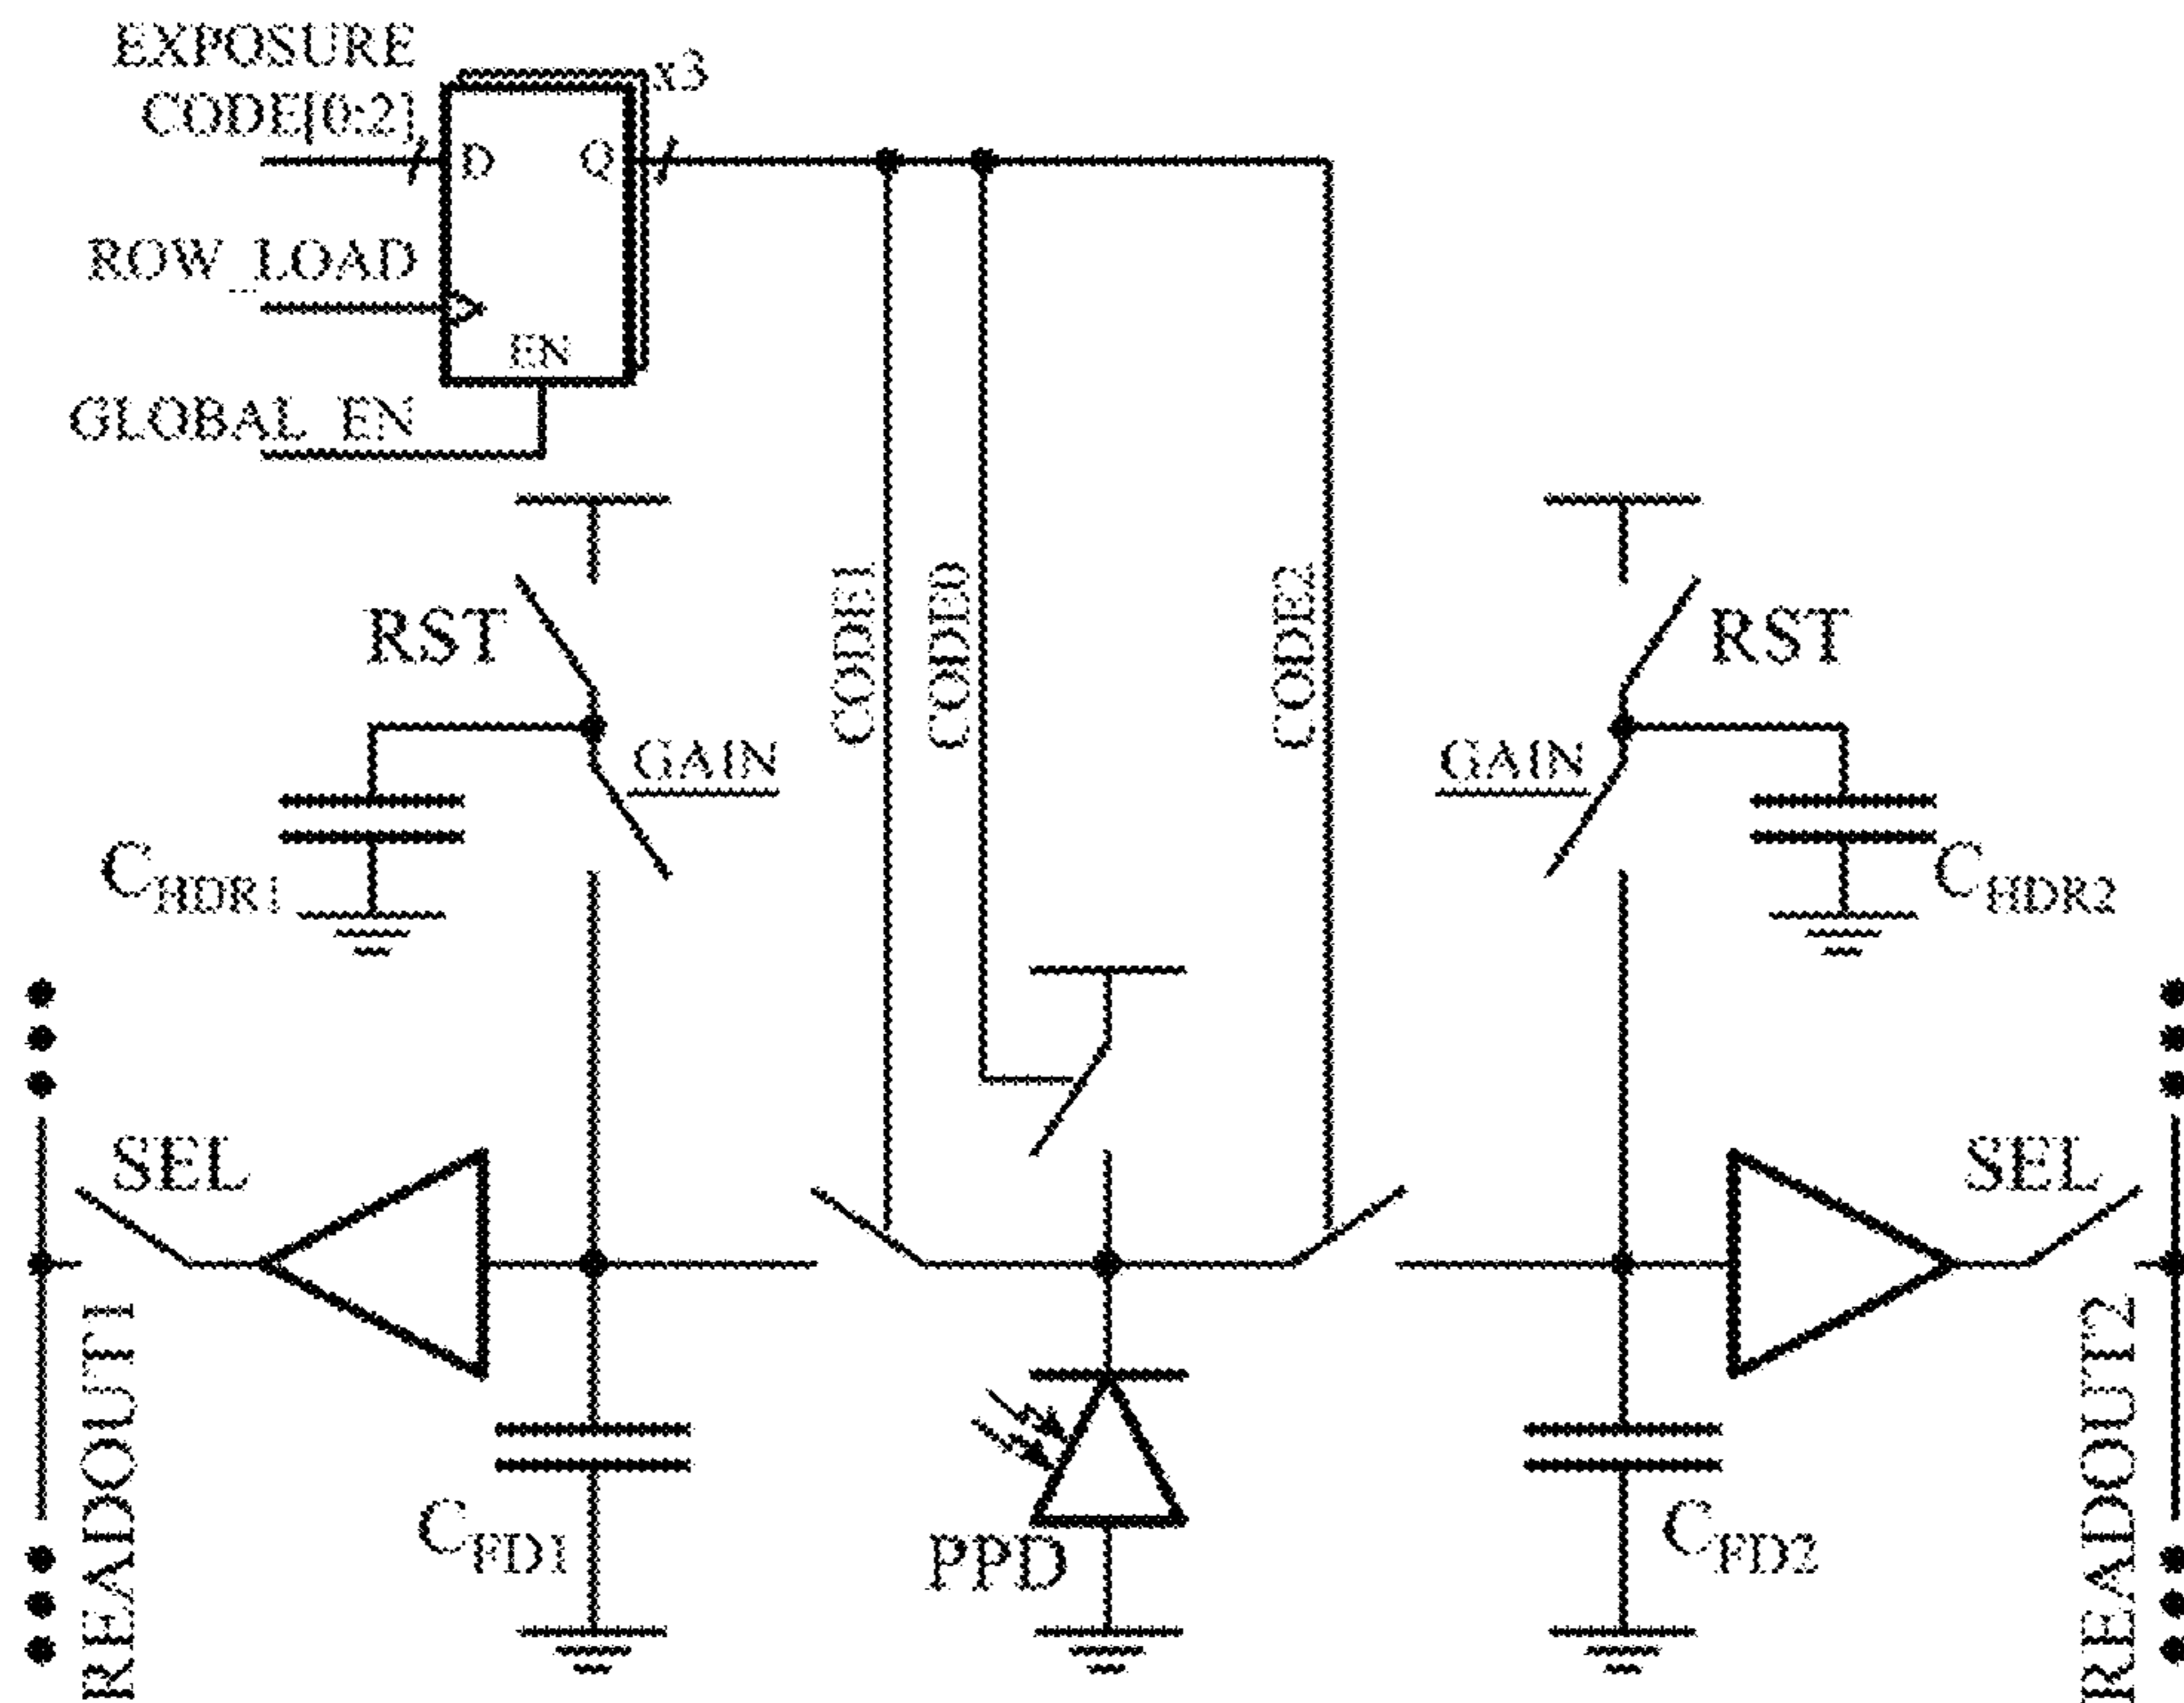 EXPOSURE
x3
CODE[0:2]
D
Q
ROW_LOAD
EN
GLOBAL_EN
CODE1
CODE0
CODE2
RST
RST
GAIN
GAIN
CHDR1
CHDR2
SEL
SEL
READOUT1
READOUT2
CFD1
PPD
CFD2